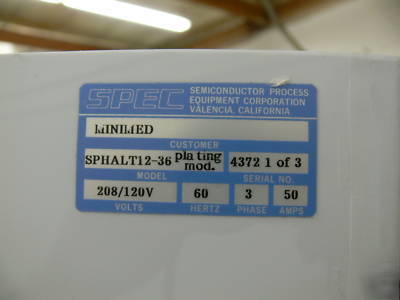 SPEC SEMICONDUCTOR PROCESS
EQUIPMENT CORPORATION
VALENCIA, CALIFORNIA
MINIMED
CUSTOMER
SPHALT12-36 plating mod. 4372 1 of 3
MODEL SERIAL NO.
208/120V 60 3 50
VOLTS HERTZ PHASE AMPS